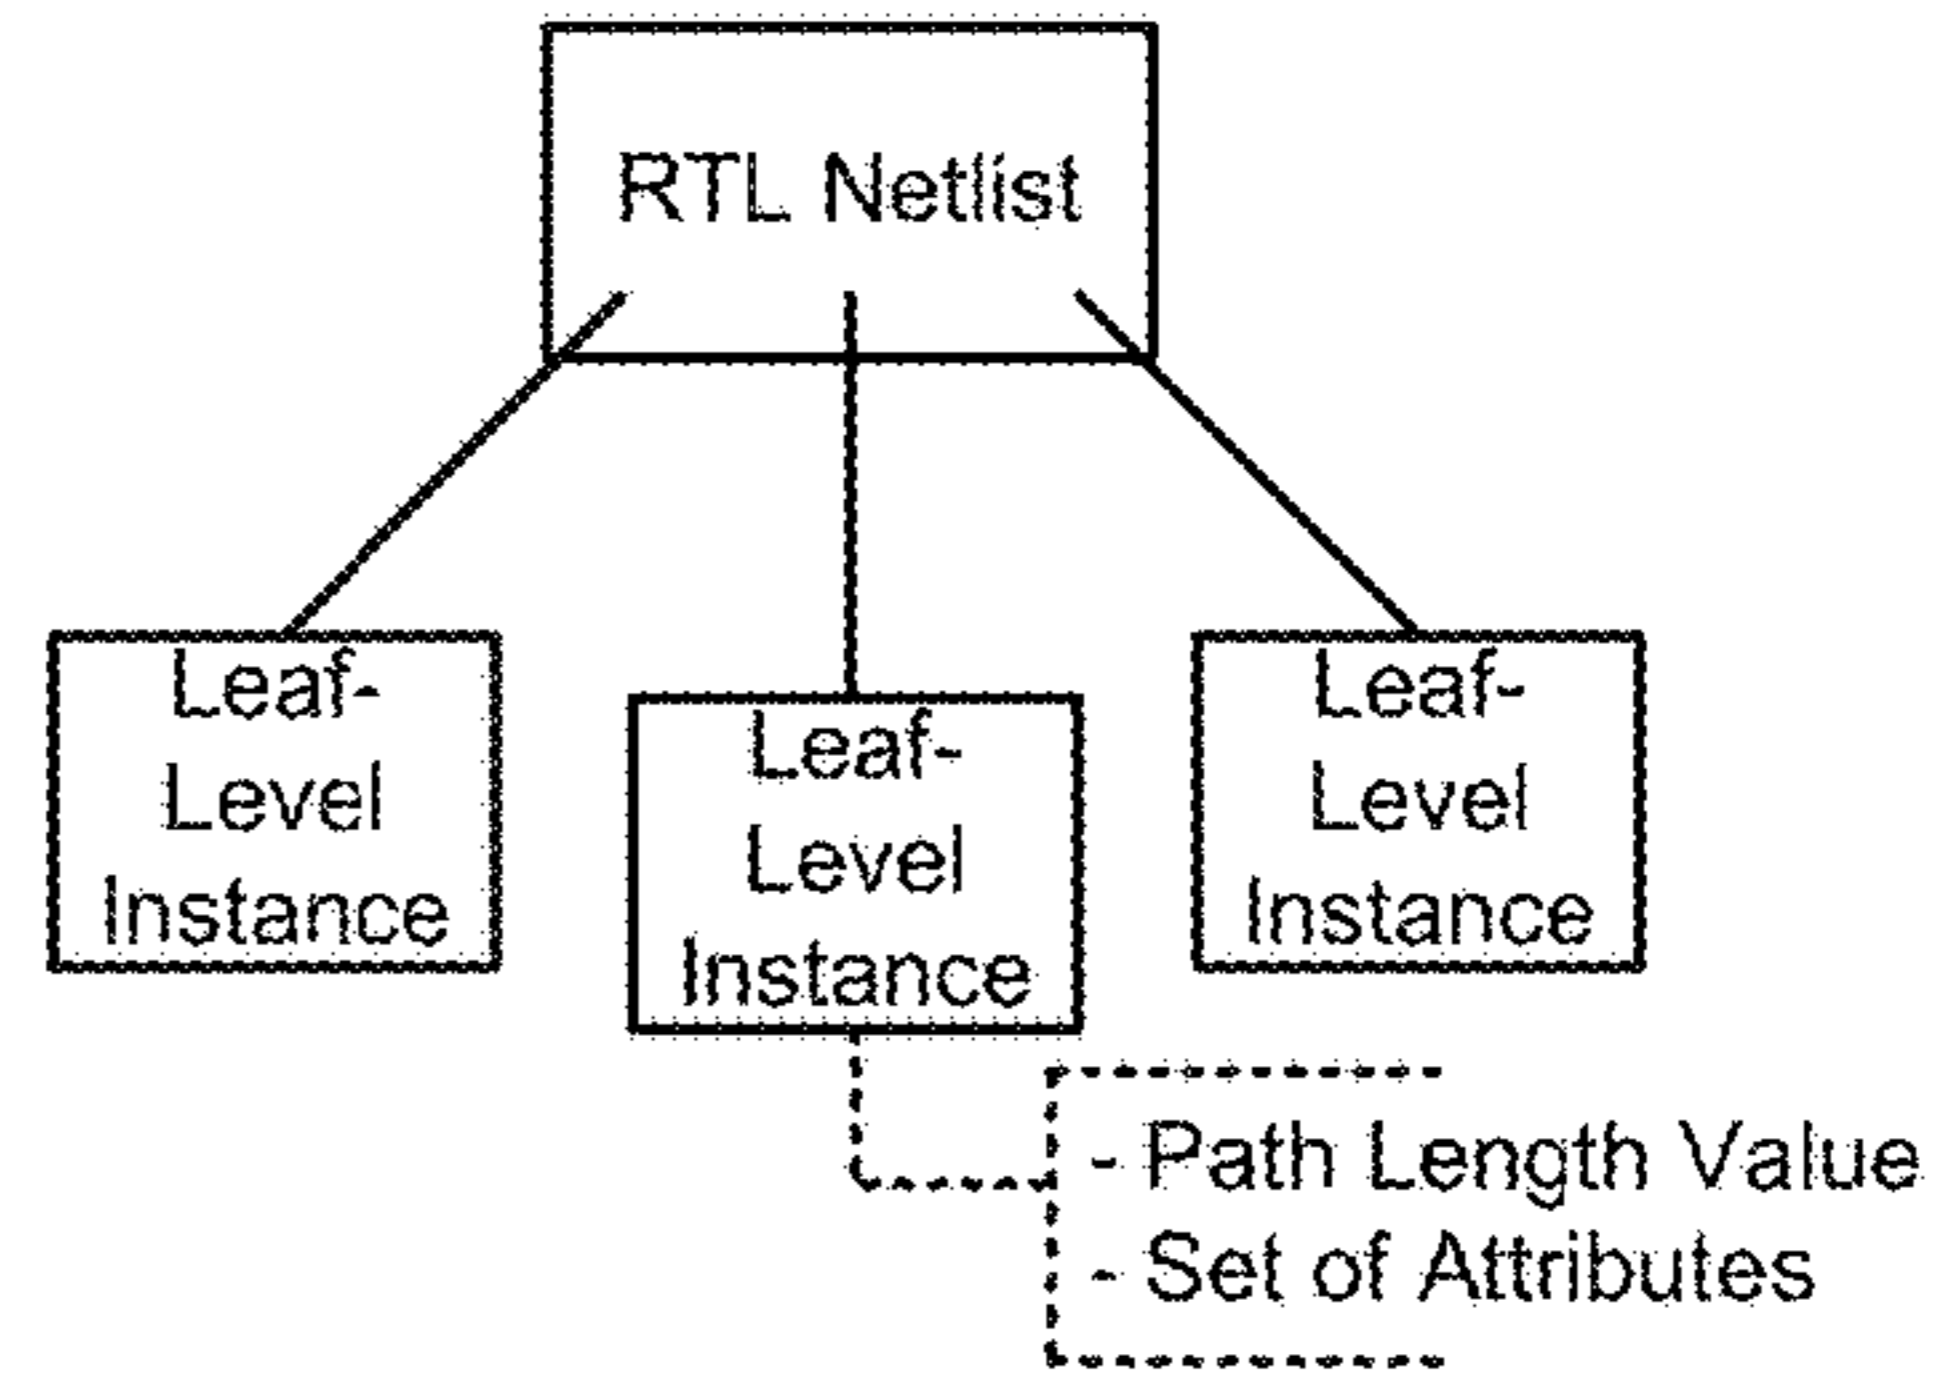 RTL Netlist
Leaf-
Level
Instance
Leaf-
Level
Instance
Leaf-
Level
Instance
- Path Length Value
- Set of Attributes